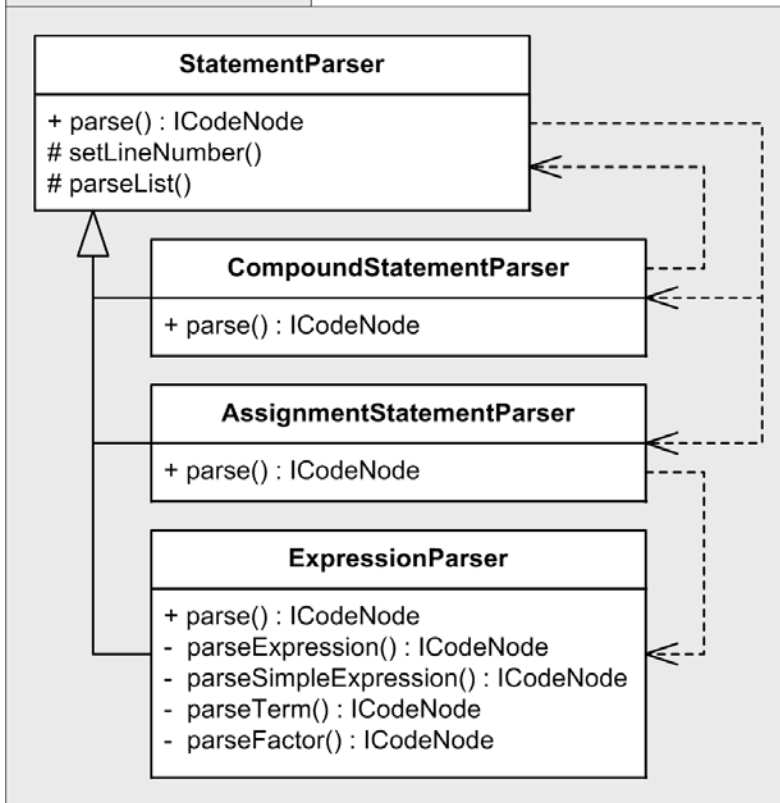 StatementParser
+ parse() : ICodeNode
# setLineNumber()
# parseList()
CompoundStatementParser
+ parse() : ICodeNode
AssignmentStatementParser
+ parse() : ICodeNode
ExpressionParser
+ parse() : ICodeNode
- parseExpression() : ICodeNode
- parseSimpleExpression() : ICodeNode
- parseTerm() : ICodeNode
- parseFactor() : ICodeNode